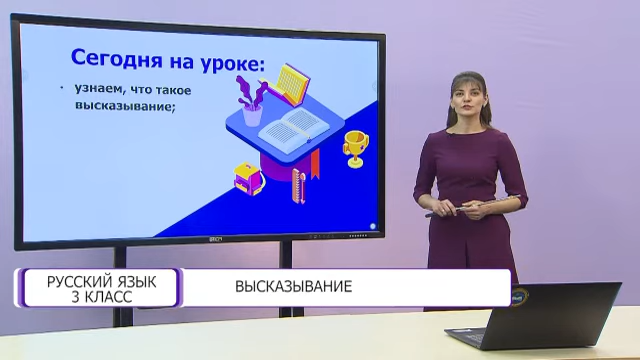 Сегодня на уроке:
· узнаем, что такое
высказывание;
РУССКИЙ ЯЗЫК
3 КЛАСС
ВЫСКАЗЫВАНИЕ